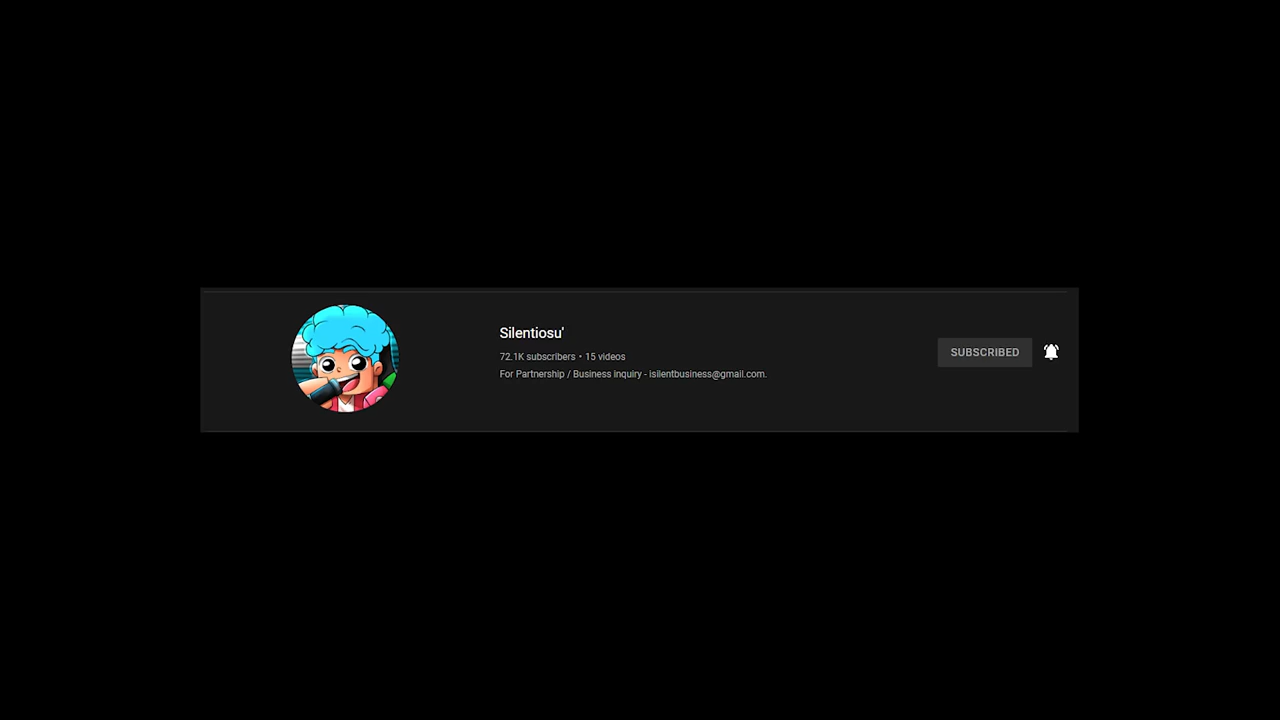 Silentiosu'
72.1K subscribers • 15 videos
For Partnership / Business inquiry - isilentbusiness@gmail.com.
SUBSCRIBED